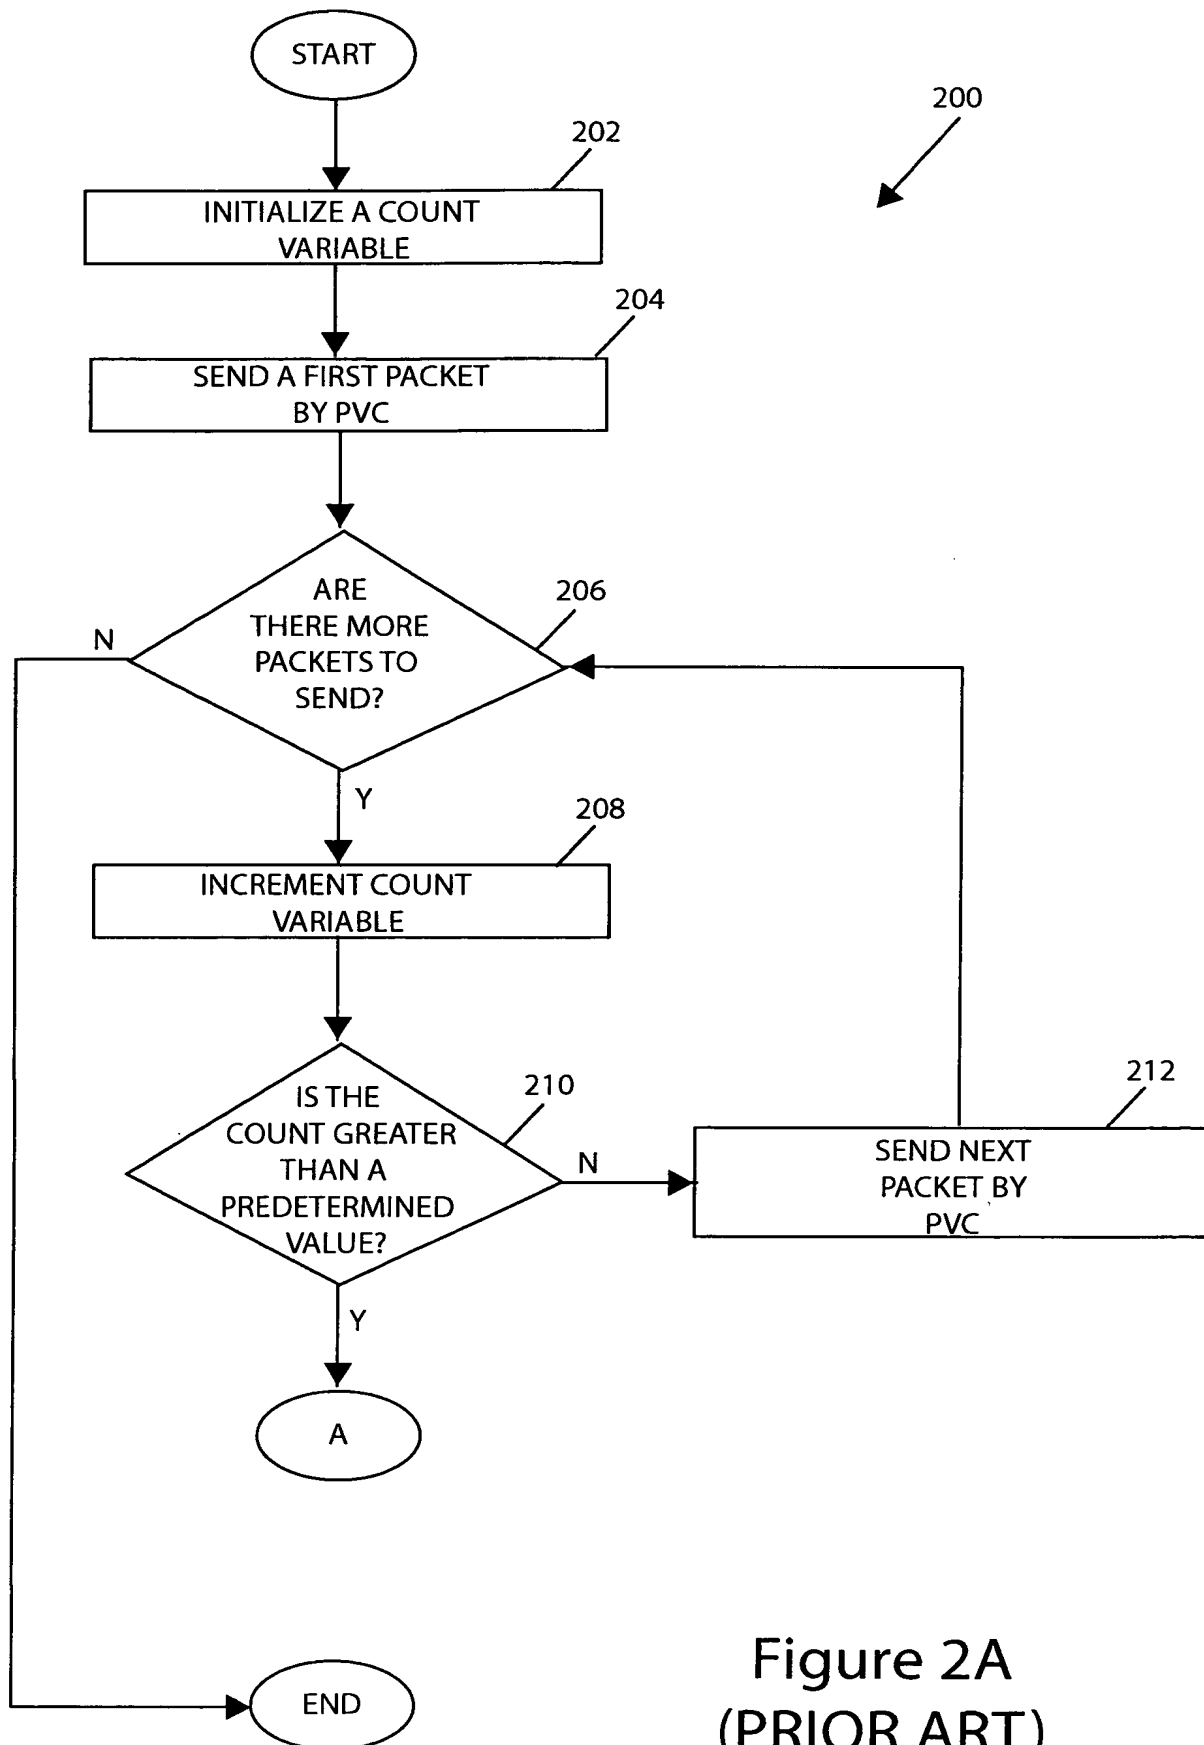 START
200
202
INITIALIZE A COUNT
VARIABLE
204
SEND A FIRST PACKET
BY PVC
ARE
THERE MORE
PACKETS TO
SEND?
206
N
Y
208
INCREMENT COUNT
VARIABLE
IS THE
COUNT GREATER
THAN A
PREDETERMINED
VALUE?
210
N
212
SEND NEXT
PACKET BY
PVC
Y
A
END
Figure 2A
(PRIOR ART)